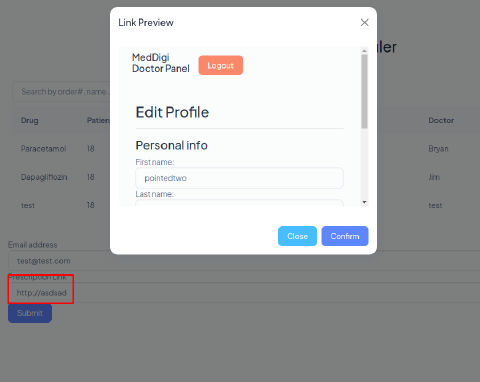 Link Preview
MedDigi
Doctor Panel
Logout
Edit Profile
Personal info
First name:
pointedtwo
Last name:
Close
Confirm
Search by order#, name...
Drug
Patien
Doctor
Paracetamol
18
Bryan
Dapagliflozin
18
Jim
test
18
test
Email address
test@test.com
Prescription Link
http://asdsad
Submit